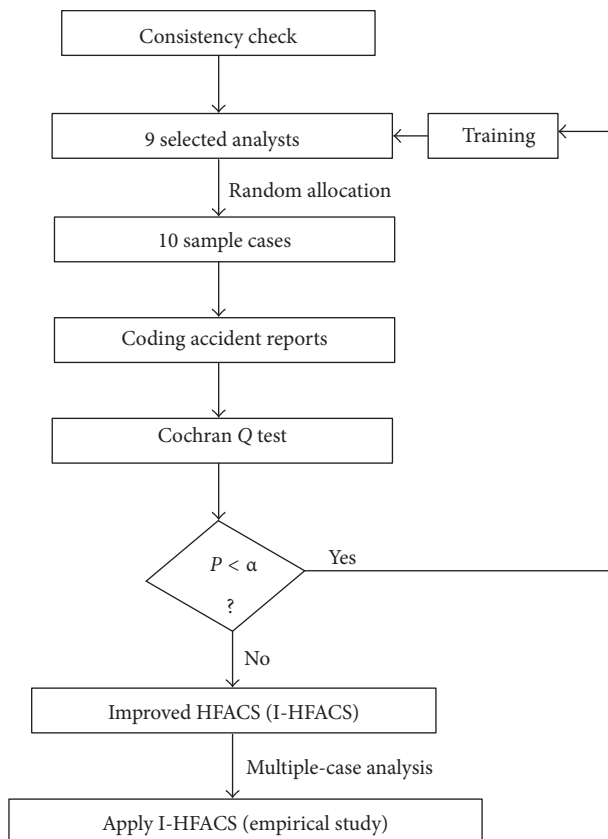 Consistency check
9 selected analysts
Training
Random allocation
10 sample cases
Coding accident reports
Cochran Q test
P < α
?
Yes
No
Improved HFACS (I-HFACS)
Multiple-case analysis
Apply I-HFACS (empirical study)